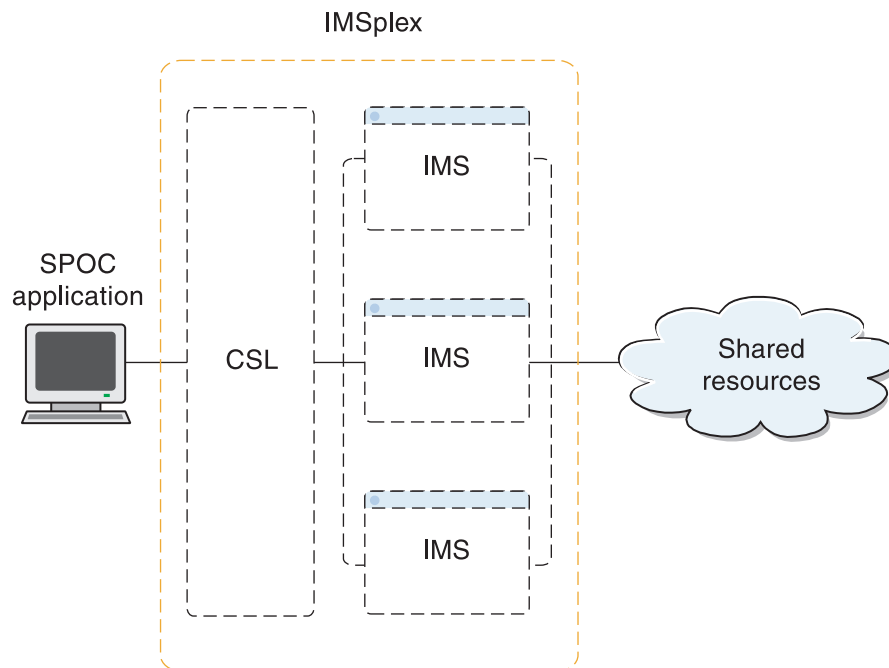 IMSplex
SPOC
application
CSL
IMS
IMS
IMS
Shared
resources